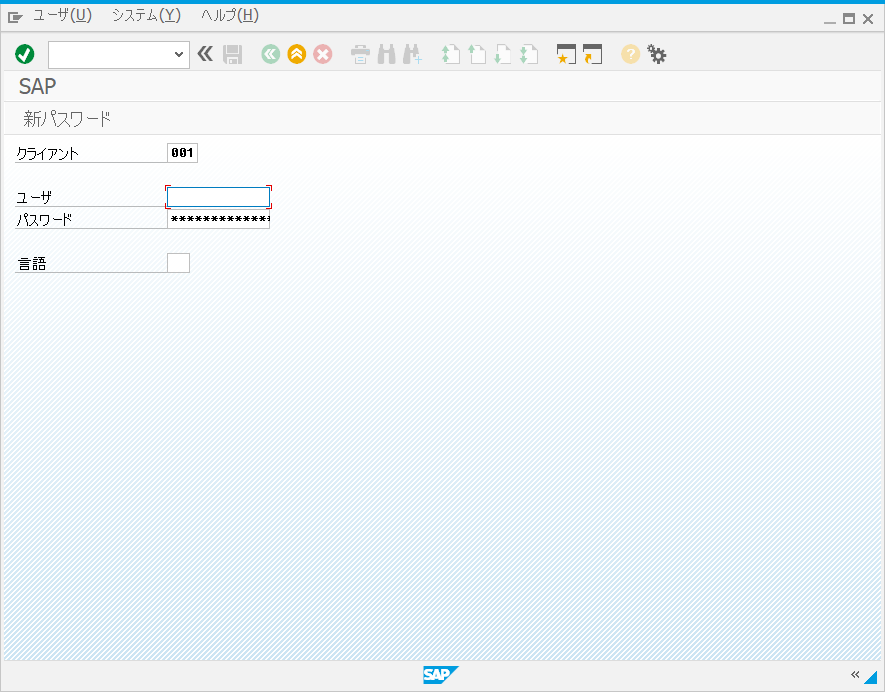 ユーザ(U) システム(Y) ヘルプ(H)
SAP
新パスワード
クライアント 001
ユーザ
パスワード *************
言語
SAP